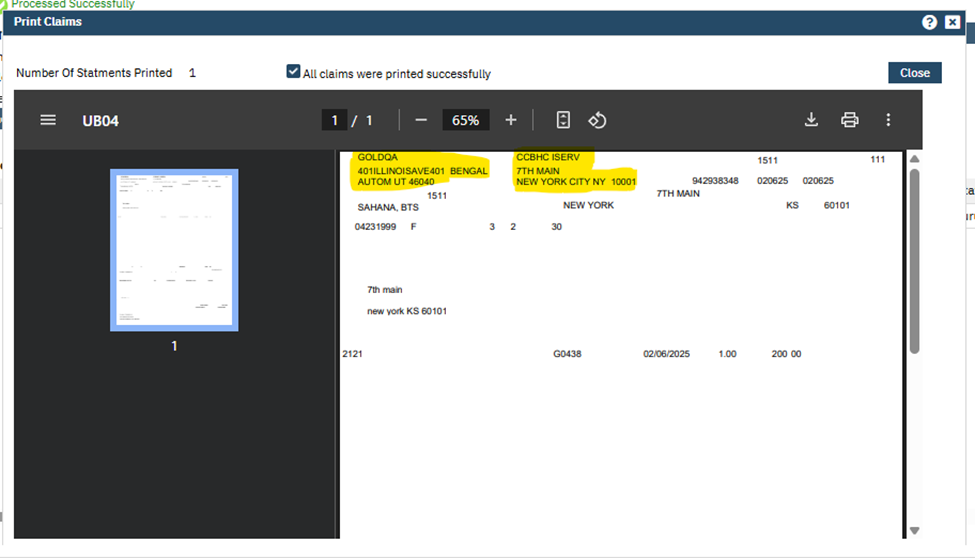 Processed Successfully
Print Claims
Number Of Statments Printed 1
All claims were printed successfully
Close
UB04
1 / 1
65%
GOLDQA CCBHC ISERV 1511 111
401ILLINOISAVE401 BENGAL 7TH MAIN
AUTOM UT 46040 NEW YORK CITY NY 10001 942938348 020625 020625
1511 7TH MAIN
SAHANA, BTS NEW YORK KS 60101
04231999 F 3 2 30
7th main
new york KS 60101
2121 G0438 02/06/2025 1.00 200 00
1